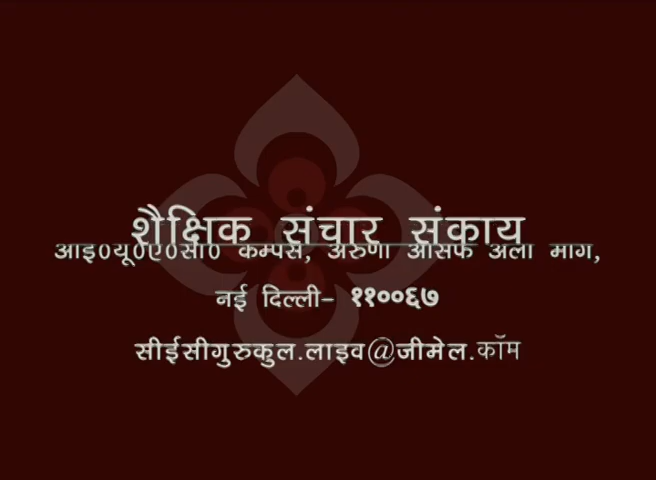 शैक्षिक संचार संकाय
आइ०यू०ए०सी० कम्पस, अरुणा आसफ अली मार्ग,
नई दिल्ली- ११००६७
सीईसीगुरुकुल.लाइव@जीमेल.कॉम